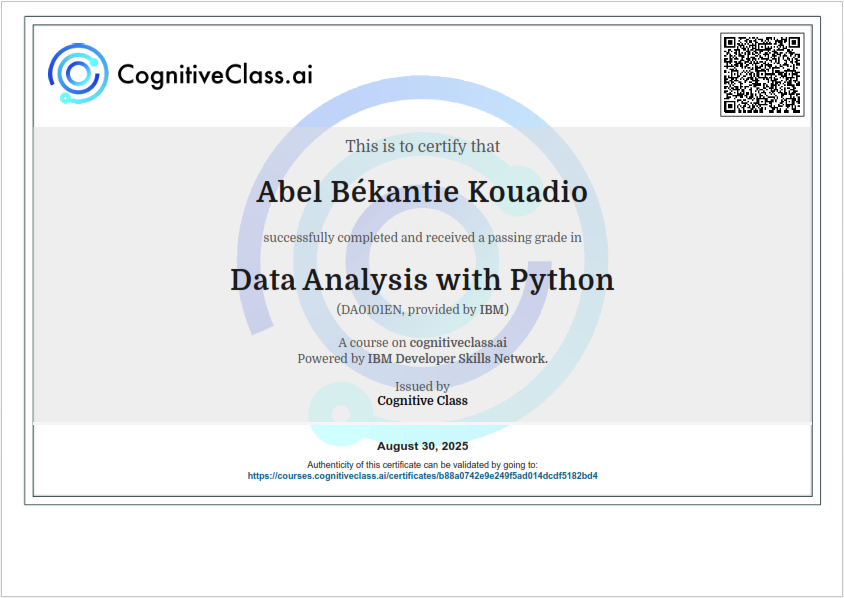 CognitiveClass.ai
This is to certify that
Abel Békantie Kouadio
successfully completed and received a passing grade in
Data Analysis with Python
(DA0101EN, provided by IBM)
A course on cognitiveclass.ai
Powered by IBM Developer Skills Network.
Issued by
Cognitive Class
August 30, 2025
Authenticity of this certificate can be validated by going to:
https://courses.cognitiveclass.ai/certificates/b88a0742e9e249f5ad014dcdf5182bd4